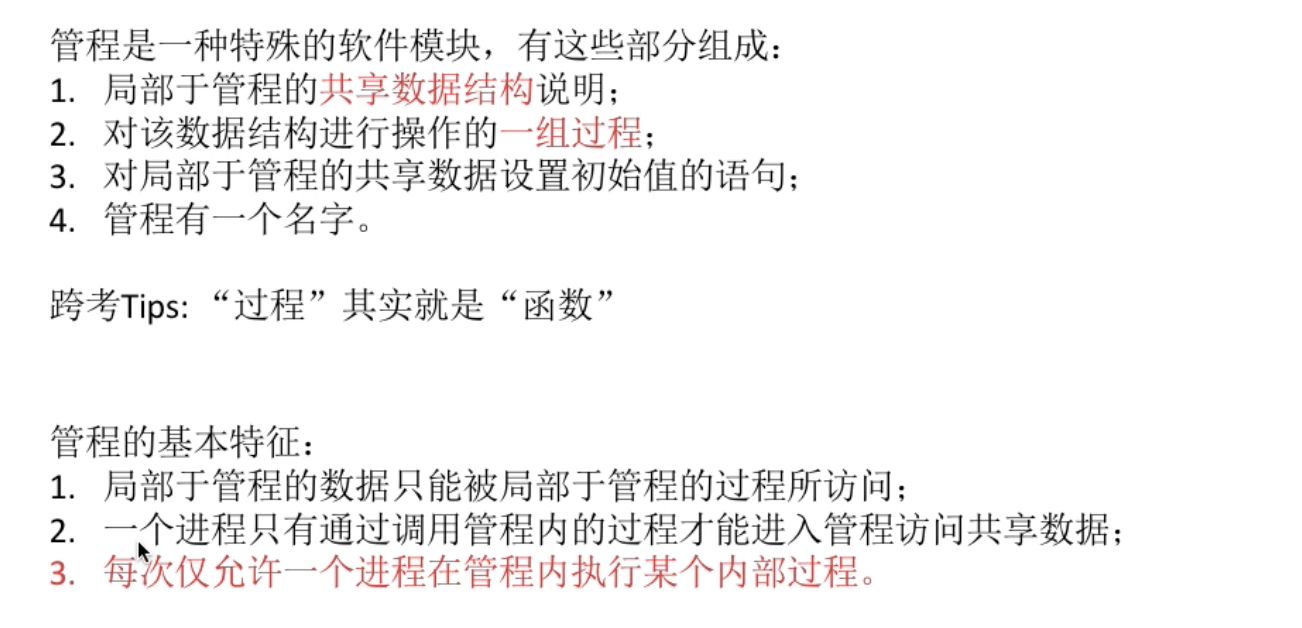 管程是一种特殊的软件模块，有这些部分组成：
1. 局部于管程的共享数据结构说明；
2. 对该数据结构进行操作的一组过程；
3. 对局部于管程的共享数据设置初始值的语句；
4. 管程有一个名字。
跨考Tips: “过程”其实就是“函数”
管程的基本特征：
1. 局部于管程的数据只能被局部于管程的过程所访问；
2. 一个进程只有通过调用管程内的过程才能进入管程访问共享数据；
3. 每次仅允许一个进程在管程内执行某个内部过程。